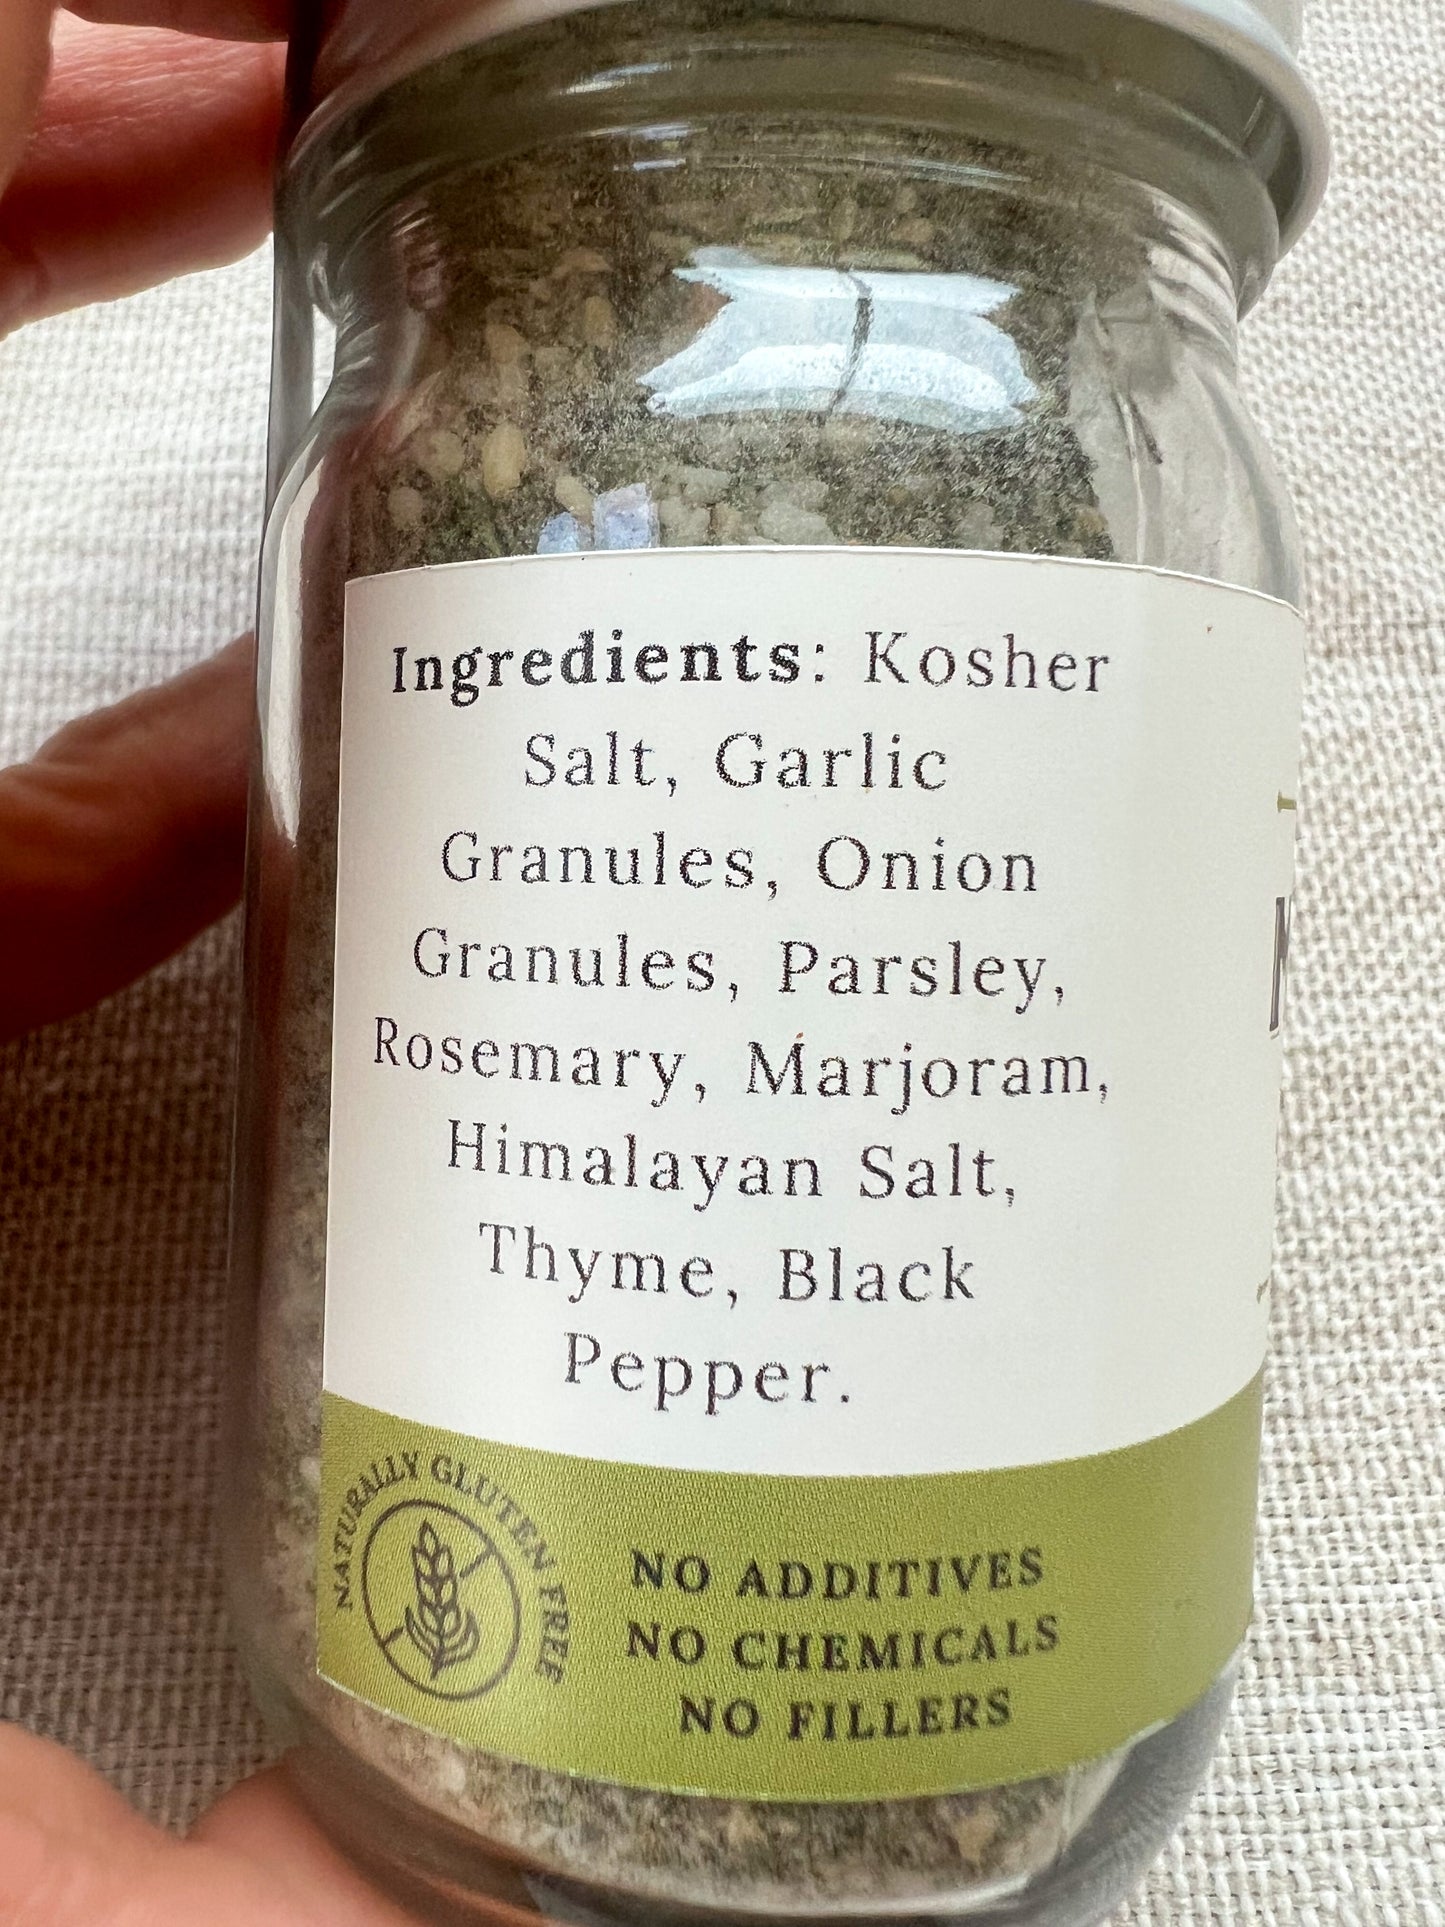 Ingredients: Kosher
Salt, Garlic
Granules, Onion
Granules, Parsley,
Rosemary, Marjoram,
Himalayan Salt,
Thyme, Black
Pepper.
NATURALLY GLUTEN FREE
NO ADDITIVES
NO CHEMICALS
NO FILLERS